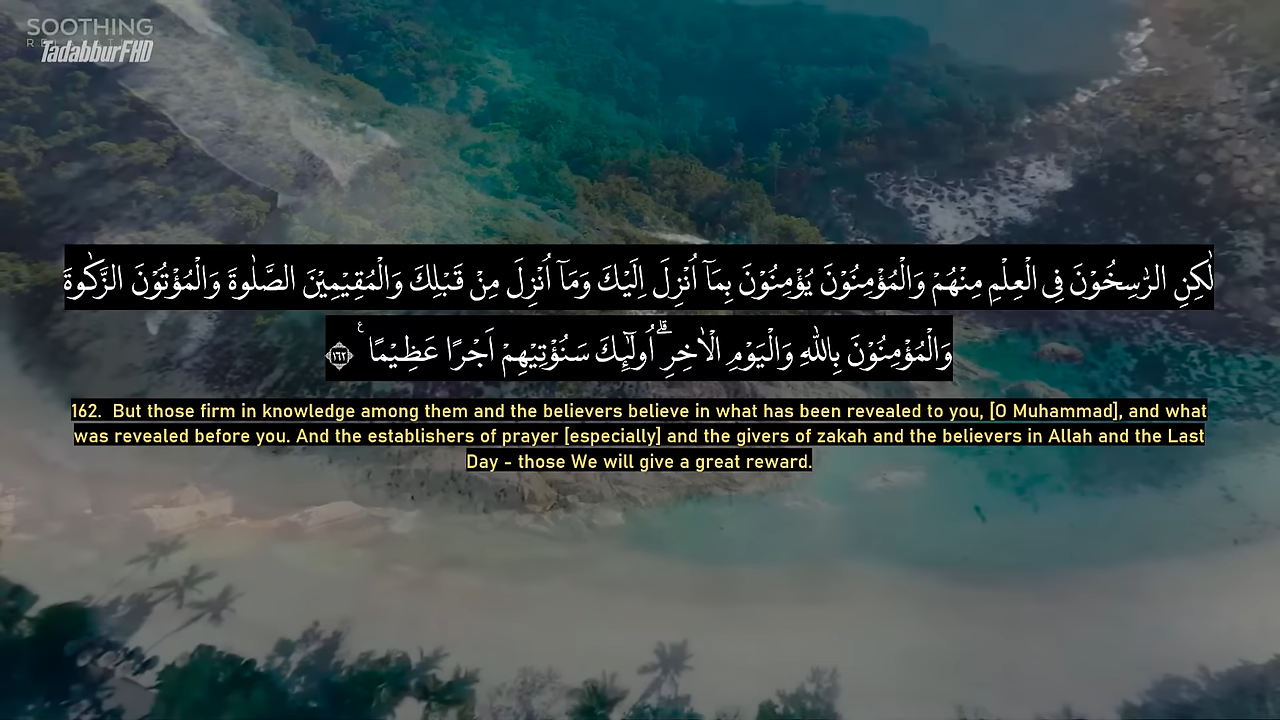 SOOTHING
TadabburFHD
لٰكِنِ الرّٰسِخُوْنَ فِى الْعِلْمِ مِنْهُمْ وَالْمُؤْمِنُوْنَ يُؤْمِنُوْنَ بِمَاۤ اُنْزِلَ اِلَيْكَ وَمَاۤ اُنْزِلَ مِنْ قَبْلِكَ وَالْمُقِيْمِيْنَ الصَّلٰوةَ وَالْمُؤْتُوْنَ الزَّكٰوةَ
وَالْمُؤْمِنُوْنَ بِاللّٰهِ وَالْيَوْمِ الْاٰخِرِ ۗ اُولٰٓئِكَ سَنُؤْتِيْهِمْ اَجْرًا عَظِيْمًا ࣖ ۝١٦٢
162. But those firm in knowledge among them and the believers believe in what has been revealed to you, [O Muhammad], and what
was revealed before you. And the establishers of prayer [especially] and the givers of zakah and the believers in Allah and the Last
Day - those We will give a great reward.